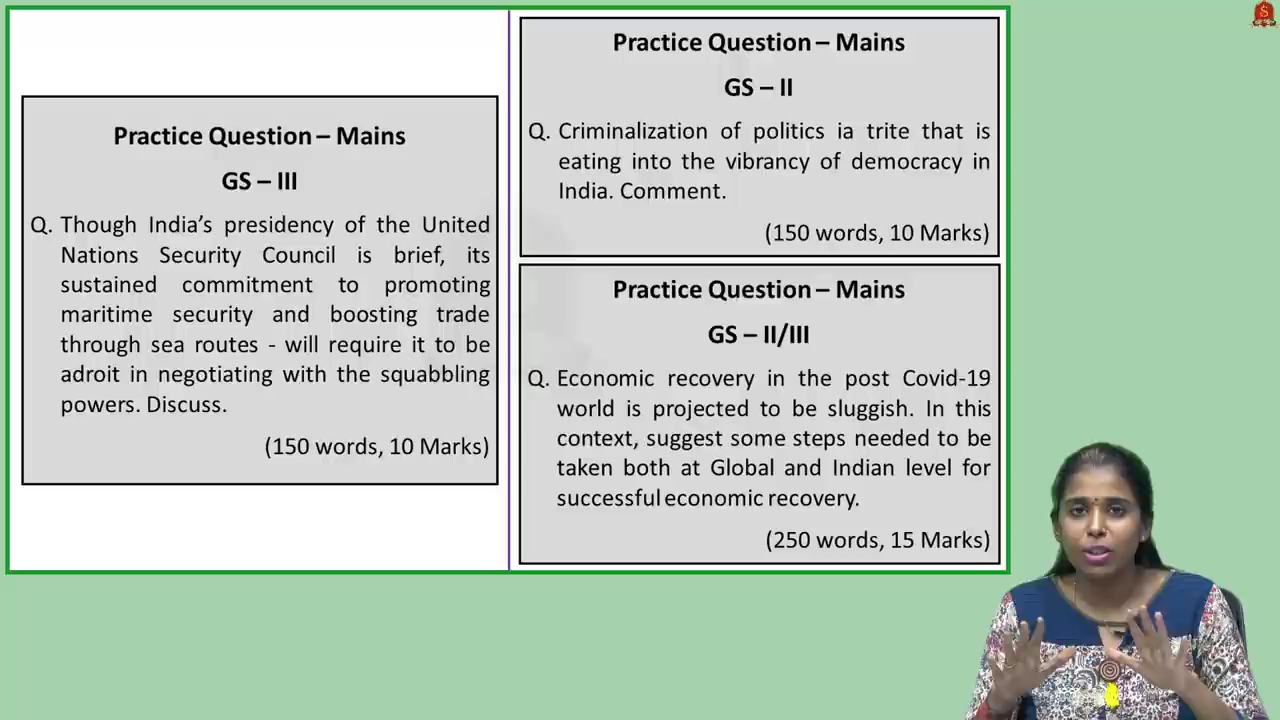 Practice Question – Mains
GS – III
Q. Though India's presidency of the United
Nations Security Council is brief, its
sustained commitment to promoting
maritime security and boosting trade
through sea routes - will require it to be
adroit in negotiating with the squabbling
powers. Discuss.
(150 words, 10 Marks)
Practice Question – Mains
GS – II
Q. Criminalization of politics ia trite that is
eating into the vibrancy of democracy in
India. Comment.
(150 words, 10 Marks)
Practice Question – Mains
GS – II/III
Q. Economic recovery in the post Covid-19
world is projected to be sluggish. In this
context, suggest some steps needed to be
taken both at Global and Indian level for
successful economic recovery.
(250 words, 15 Marks)